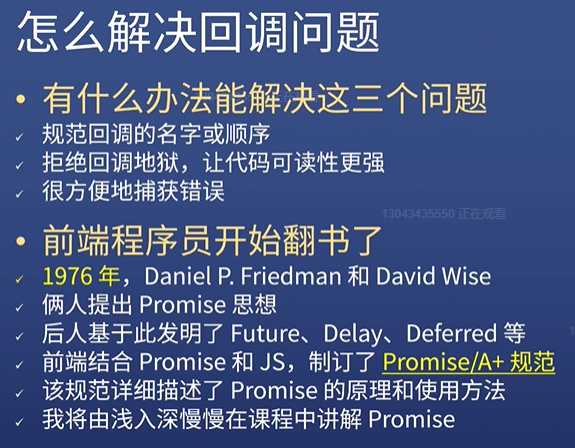 怎么解决回调问题
• 有什么办法能解决这三个问题
✓ 规范回调的名字或顺序
✓ 拒绝回调地狱，让代码可读性更强
✓ 很方便地捕获错误
13043435550 正在观看
• 前端程序员开始翻书了
✓ 1976 年，Daniel P. Friedman 和 David Wise
✓ 俩人提出 Promise 思想
✓ 后人基于此发明了 Future、Delay、Deferred 等
✓ 前端结合 Promise 和 JS，制订了 Promise/A+ 规范
✓ 该规范详细描述了 Promise 的原理和使用方法
✓ 我将由浅入深慢慢在课程中讲解 Promise